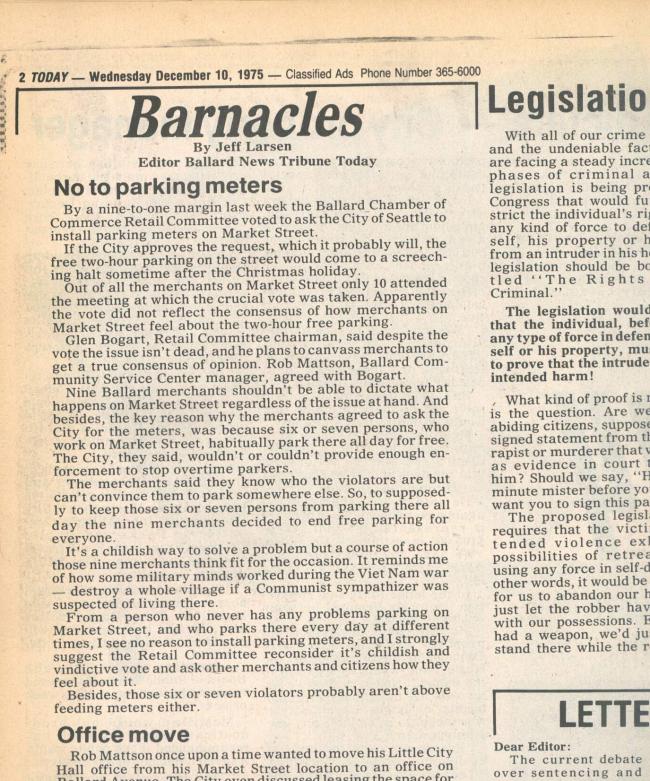 2 TODAY — Wednesday December 10, 1975 — Classified Ads Phone Number 365-6000
Barnacles
By Jeff Larsen
Editor Ballard News Tribune Today
No to parking meters
By a nine-to-one margin last week the Ballard Chamber of
Commerce Retail Committee voted to ask the City of Seattle to
install parking meters on Market Street.
If the City approves the request, which it probably will, the
free two-hour parking on the street would come to a screech-
ing halt sometime after the Christmas holiday.
Out of all the merchants on Market Street only 10 attended
the meeting at which the crucial vote was taken. Apparently
the vote did not reflect the consensus of how merchants on
Market Street feel about the two-hour free parking.
Glen Bogart, Retail Committee chairman, said despite the
vote the issue isn't dead, and he plans to canvass merchants to
get a true consensus of opinion. Rob Mattson, Ballard Com-
munity Service Center manager, agreed with Bogart.
Nine Ballard merchants shouldn't be able to dictate what
happens on Market Street regardless of the issue at hand. And
besides, the key reason why the merchants agreed to ask the
City for the meters, was because six or seven persons, who
work on Market Street, habitually park there all day for free.
The City, they said, wouldn't or couldn't provide enough en-
forcement to stop overtime parkers.
The merchants said they know who the violators are but
can't convince them to park somewhere else. So, to supposed-
ly to keep those six or seven persons from parking there all
day the nine merchants decided to end free parking for
everyone.
It's a childish way to solve a problem but a course of action
those nine merchants think fit for the occasion. It reminds me
of how some military minds worked during the Viet Nam war
— destroy a whole village if a Communist sympathizer was
suspected of living there.
From a person who never has any problems parking on
Market Street, and who parks there every day at different
times, I see no reason to install parking meters, and I strongly
suggest the Retail Committee reconsider it's childish and
vindictive vote and ask other merchants and citizens how they
feel about it.
Besides, those six or seven violators probably aren't above
feeding meters either.
Office move
Rob Mattson once upon a time wanted to move his Little City
Hall office from his Market Street location to an office on
Ballard Avenue. The City even discussed leasing the space for
Legislatio
With all of our crime
and the undeniable fac
are facing a steady incre
phases of criminal a
legislation is being pr
Congress that would fu
strict the individual's ri
any kind of force to def
self, his property or h
from an intruder in his h
legislation should be bo
tled "The Rights
Criminal."
The legislation would
that the individual, bef
any type of force in defen
self or his property, mu
to prove that the intrude
intended harm!
What kind of proof is n
is the question. Are we
abiding citizens, suppose
signed statement from th
rapist or murderer that w
as evidence in court t
him? Should we say, "H
minute mister before yo
want you to sign this pa
The proposed legisl
requires that the victi
tended violence exh
possibilities of retrea
using any force in self-d
other words, it would be
for us to abandon our h
just let the robber hav
with our possessions. E
had a weapon, we'd ju
stand there while the r
LETTE
Dear Editor:
The current debate
over sentencing and